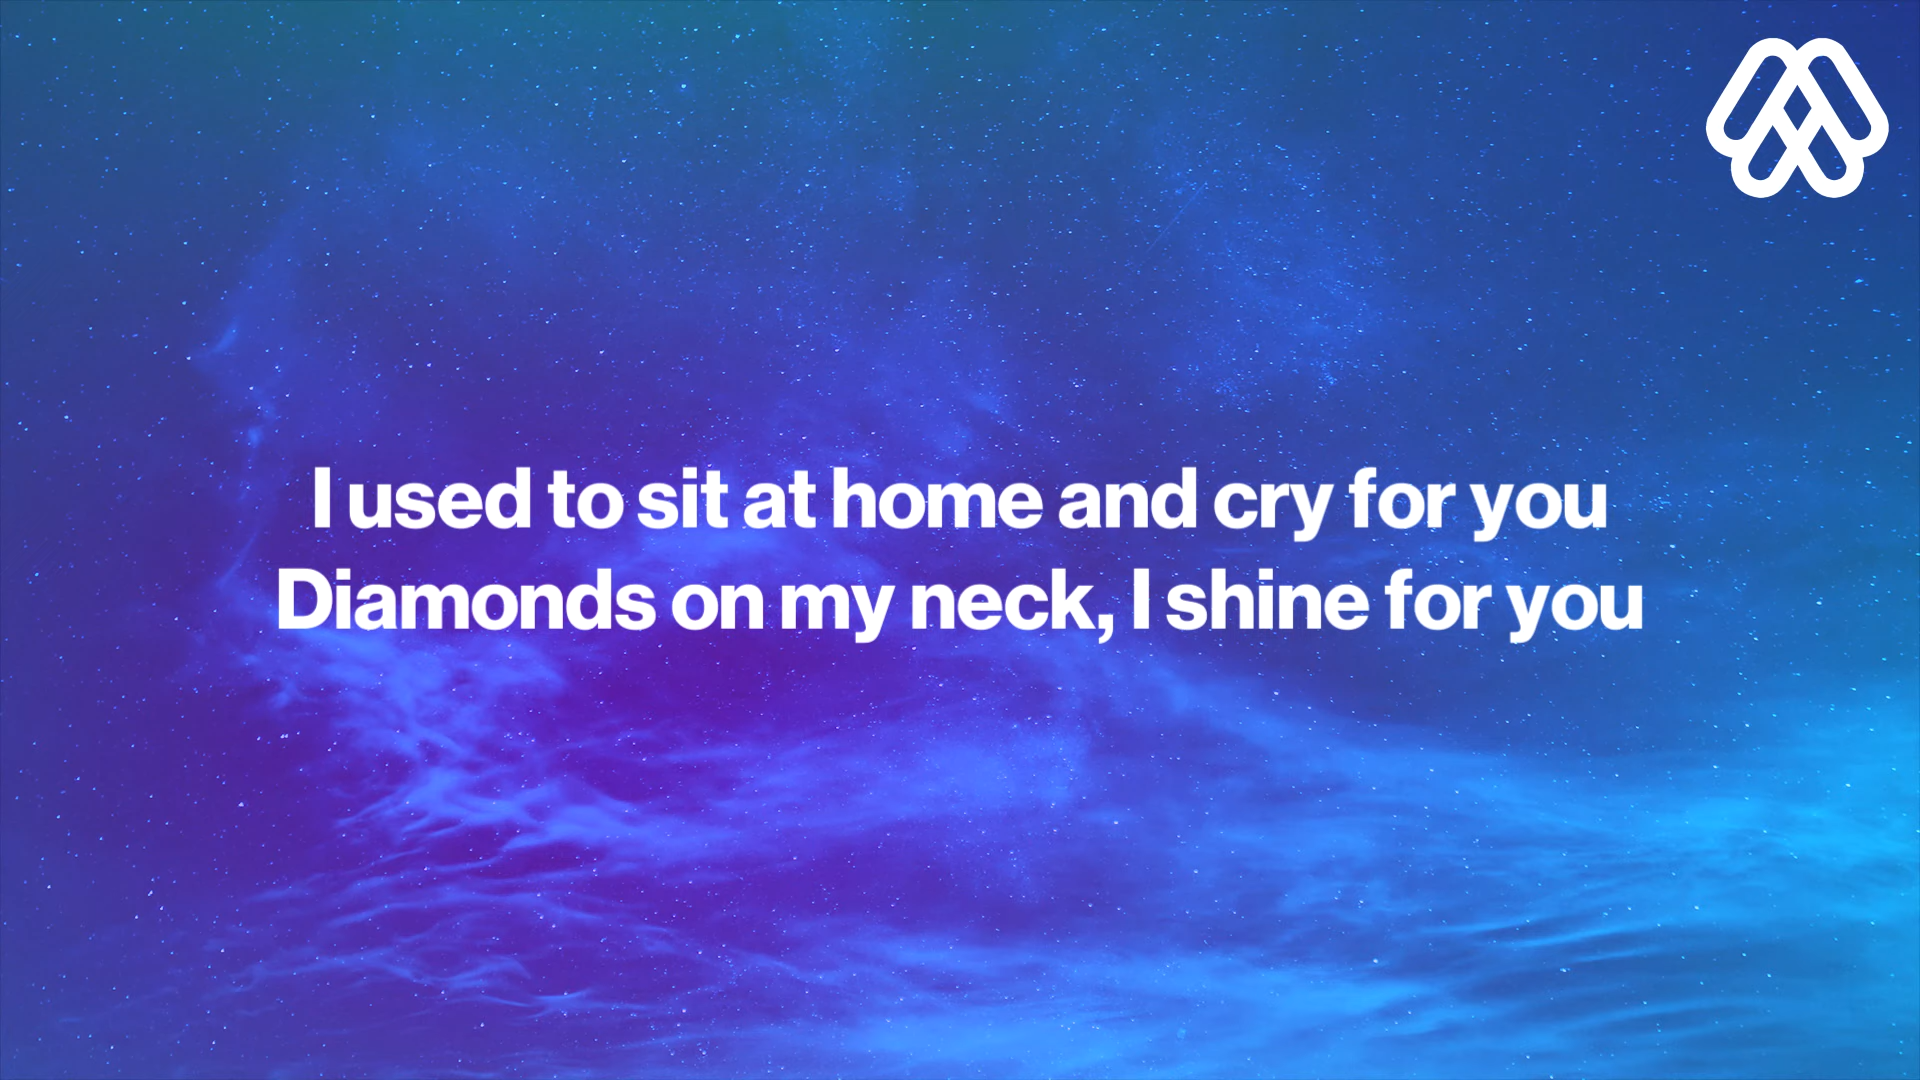 I used to sit at home and cry for you
Diamonds on my neck, I shine for you